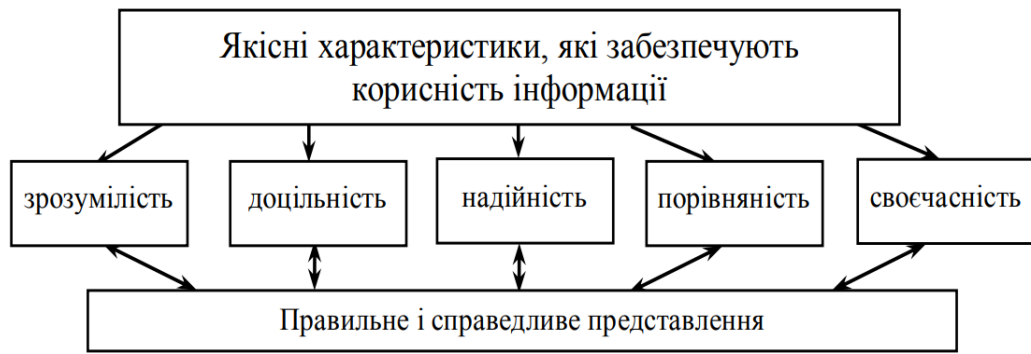 Якісні характеристики, які забезпечують
корисність інформації
зрозумілість
доцільність
надійність
порівняність
своєчасність
Правильне і справедливе представлення